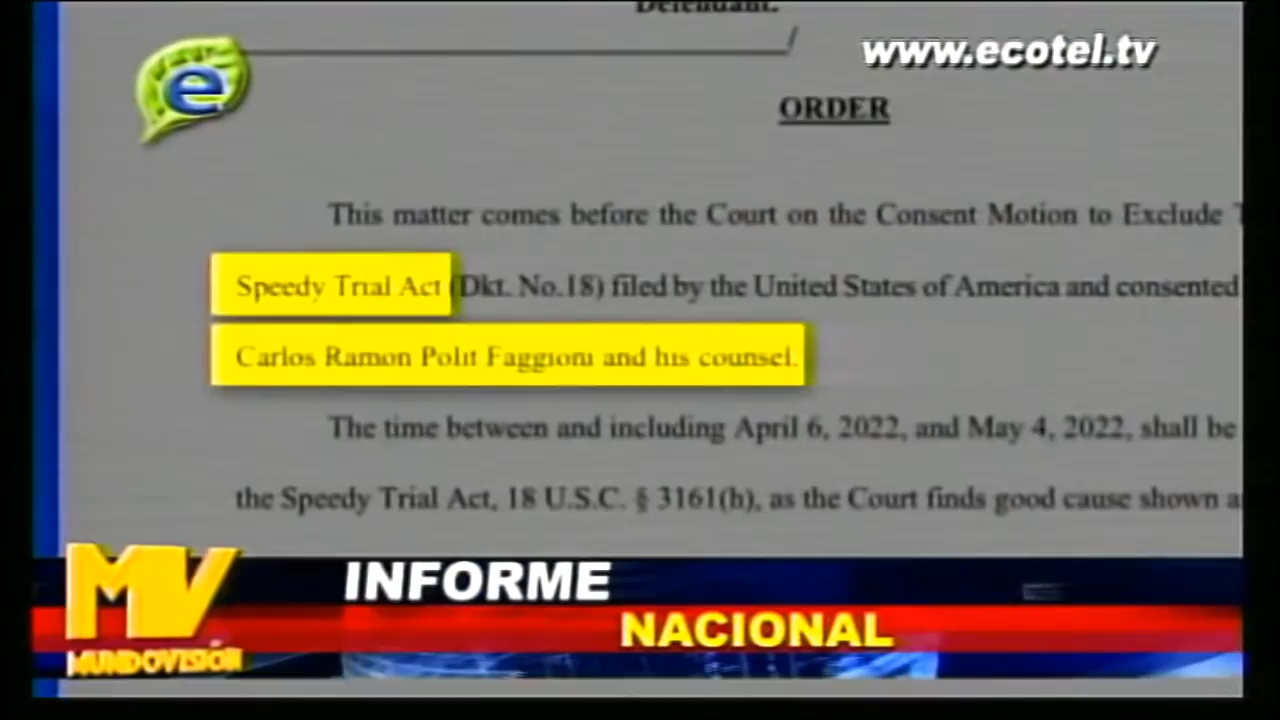 Defendant.
www.ecotel.tv
e
ORDER
This matter comes before the Court on the Consent Motion to Exclude
Speedy Trial Act (Dkt. No.18) filed by the United States of America and consented
Carlos Ramon Polit Faggioni and his counsel.
The time between and including April 6, 2022, and May 4, 2022, shall be
the Speedy Trial Act, 18 U.S.C. § 3161(h), as the Court finds good cause shown
MV
MUNDOVISIÓN
INFORME
NACIONAL